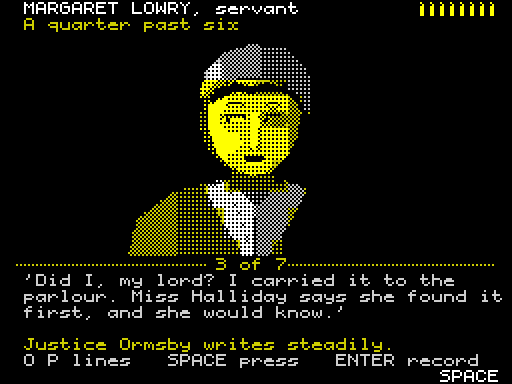 MARGARET LOWRY, servant
A quarter past six
3 of 7
'Did I, my lord? I carried it to the
parlour. Miss Halliday says she found it
first, and she would know.'
Justice Ormsby writes steadily.
O P lines   SPACE press   ENTER record
SPACE